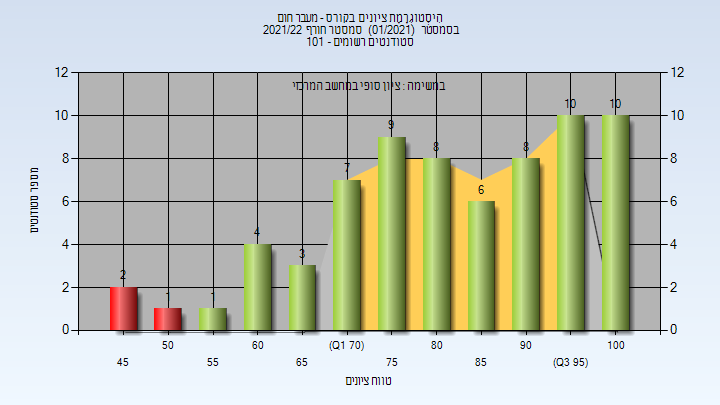 היסטוגרמת ציונים בקורס - מעבר חום
בסמסטר (01/2021) סמסטר חורף 2021/22
סטודנטים רשומים - 101
במשימה : ציון סופי במחשב המרכזי
מספר סטודנטים
12 12
10 10
8 8
6 6
4 4
2 2
0 0
2 1 1 4 3 7 9 8 6 8 10 10
50 60 (Q1 70) 80 90 100
45 55 65 75 85 (Q3 95)
טווח ציונים